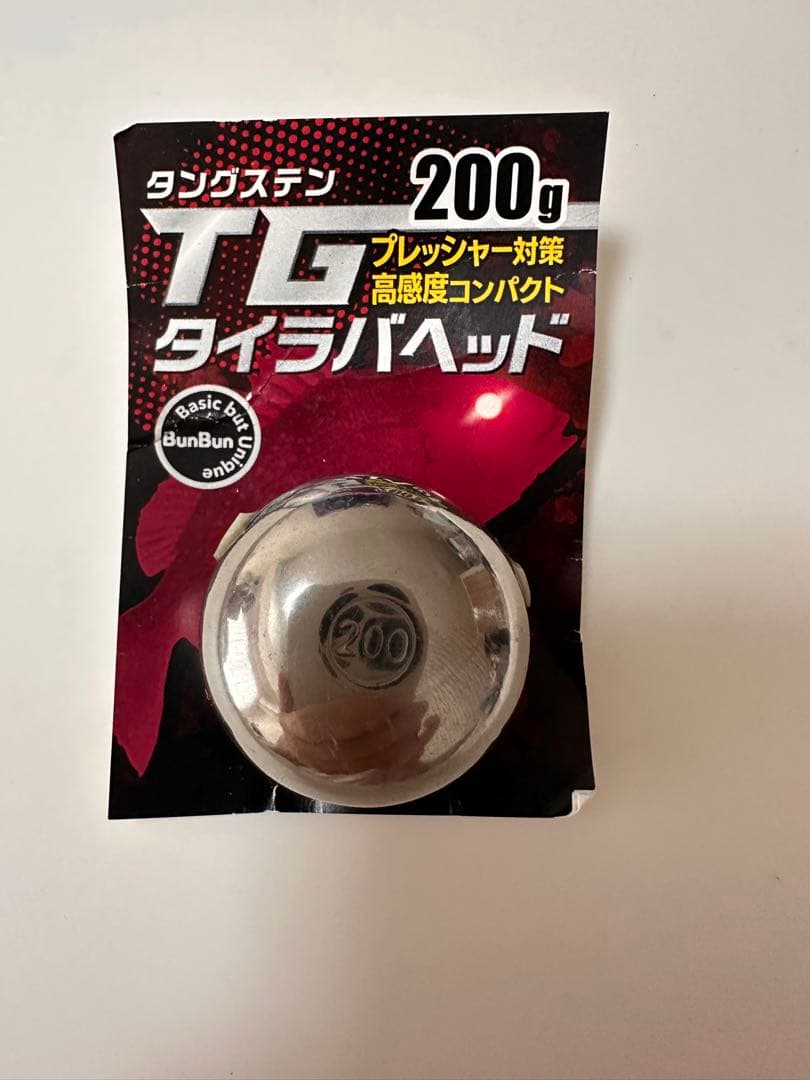 タングステン
200g
TG
プレッシャー対策
高感度コンパクト
タイラバヘッド
Basic but
BunBun
Unique
200